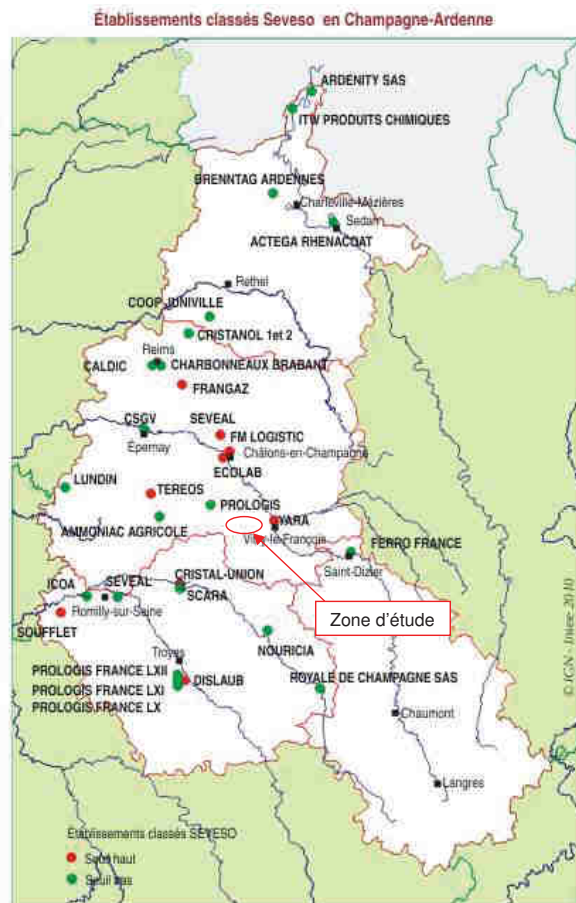 Établissements classés Seveso en Champagne-Ardenne
ARDENITY SAS
ITW PRODUITS CHIMIQUES
BRENNTAG ARDENNES
Charleville-Mézières
Sedan
ACTEGA RHENACOAT
Rethel
COOP JUNIVILLE
CRISTANOL 1et 2
Reims
CALDIC
CHARBONNEAUX BRABANT
FRANGAZ
CSGV
SEVEAL
FM LOGISTIC
Épernay
Châlons-en-Champagne
ECOLAB
LUNDIN
TEREOS
PROLOGIS
YARA
AMMONIAC AGRICOLE
Vitry-le-François
FERRO FRANCE
Saint-Dizier
ICOA
SEVEAL
CRISTAL-UNION
SCARA
Romilly-sur-Seine
Zone d'étude
SOUFFLET
NOURICIA
Troyes
PROLOGIS FRANCE LXII
DISLAUB
ROYALE DE CHAMPAGNE SAS
PROLOGIS FRANCE LXI
PROLOGIS FRANCE LX
Chaumont
Langres
© IGN - Insee 2010
Établissements classés SEVESO
Seuil haut
Seuil bas